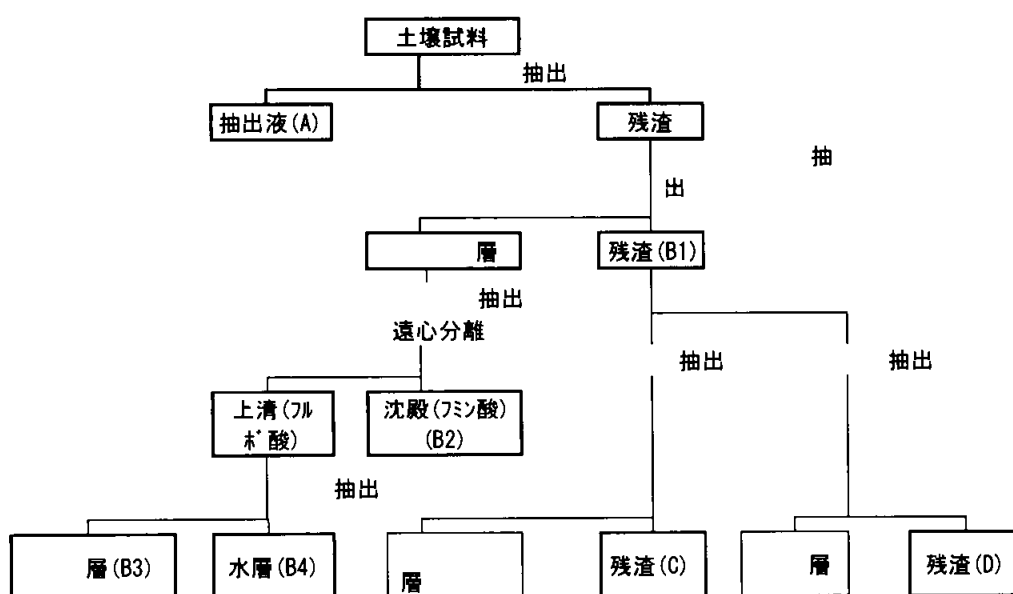 土壌試料
抽出
抽出液(A)
残渣
抽
出
層
残渣(B1)
抽出
遠心分離
抽出
抽出
上清(フル
ボ酸)
沈殿(フミン酸)
(B2)
抽出
層(B3)
水層(B4)
層
残渣(C)
層
残渣(D)